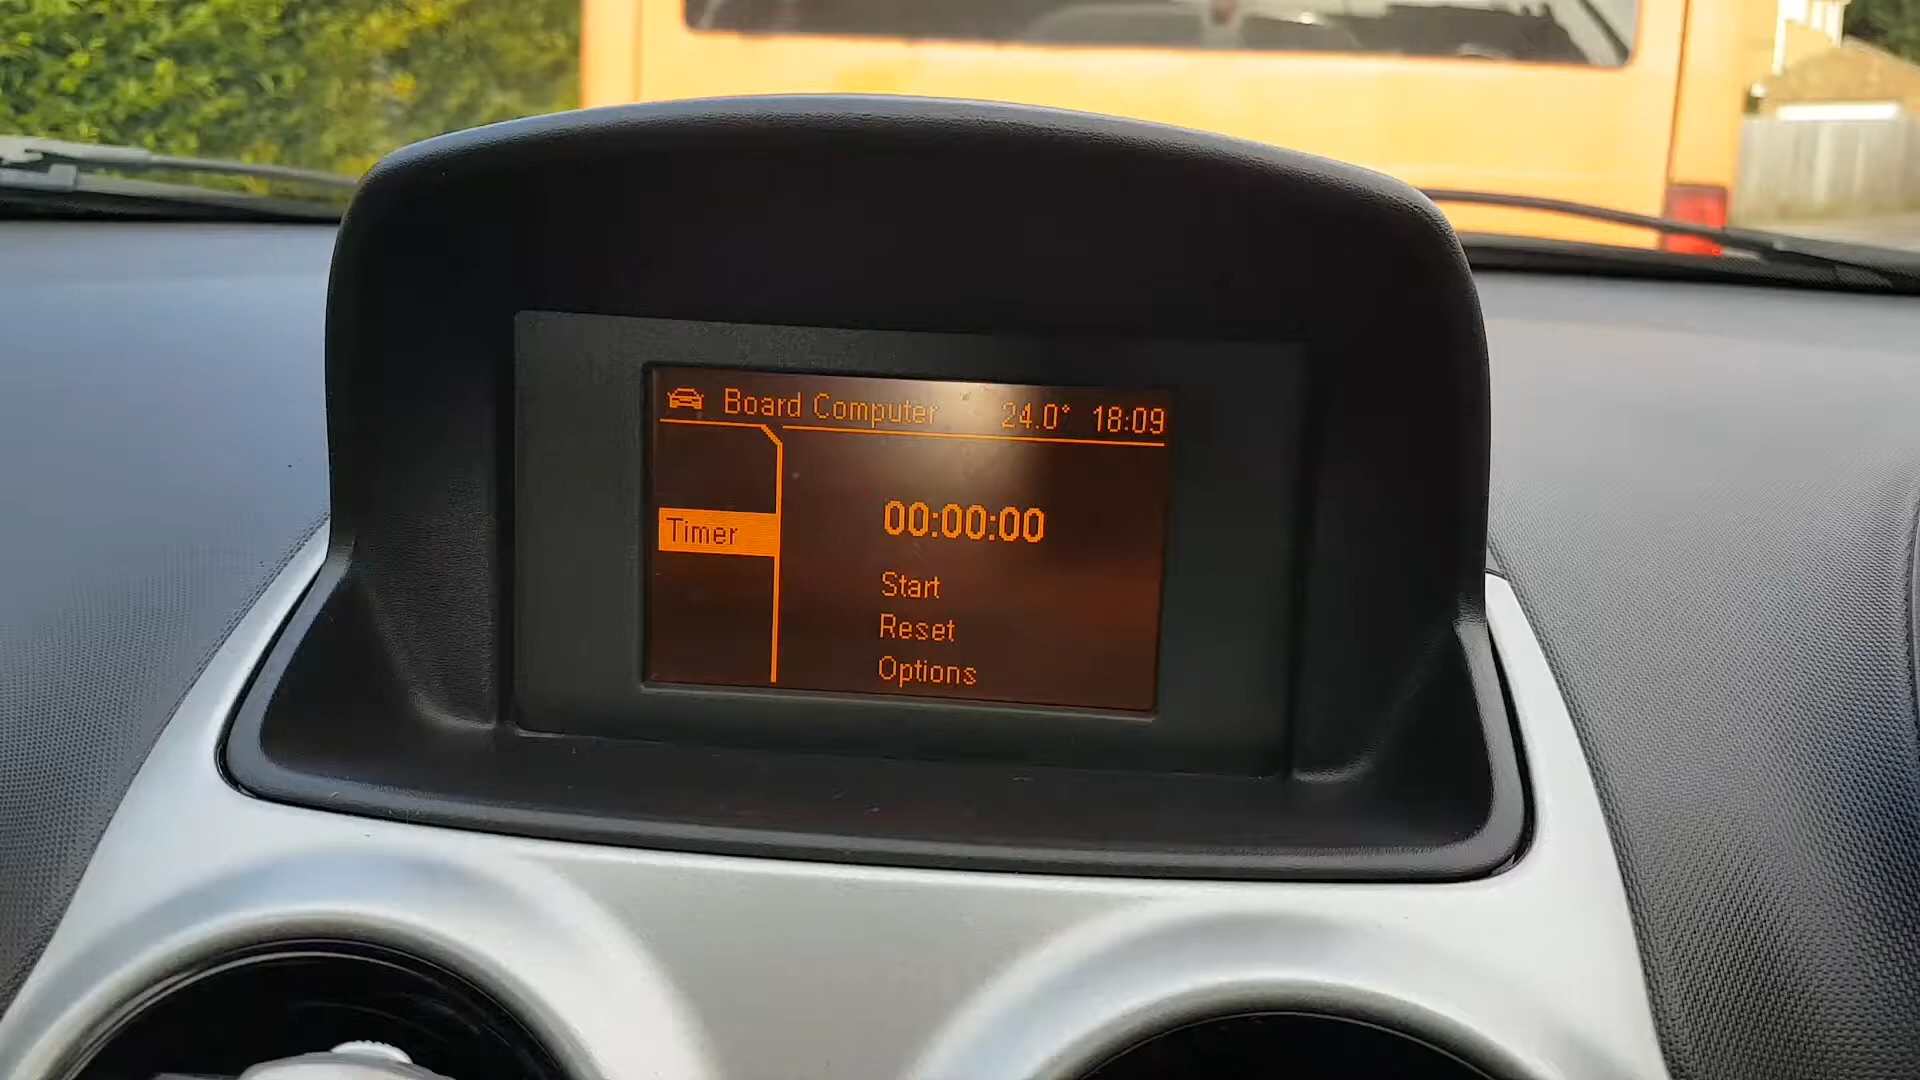 Board Computer 24.0° 18:09
Timer
00:00:00
Start
Reset
Options